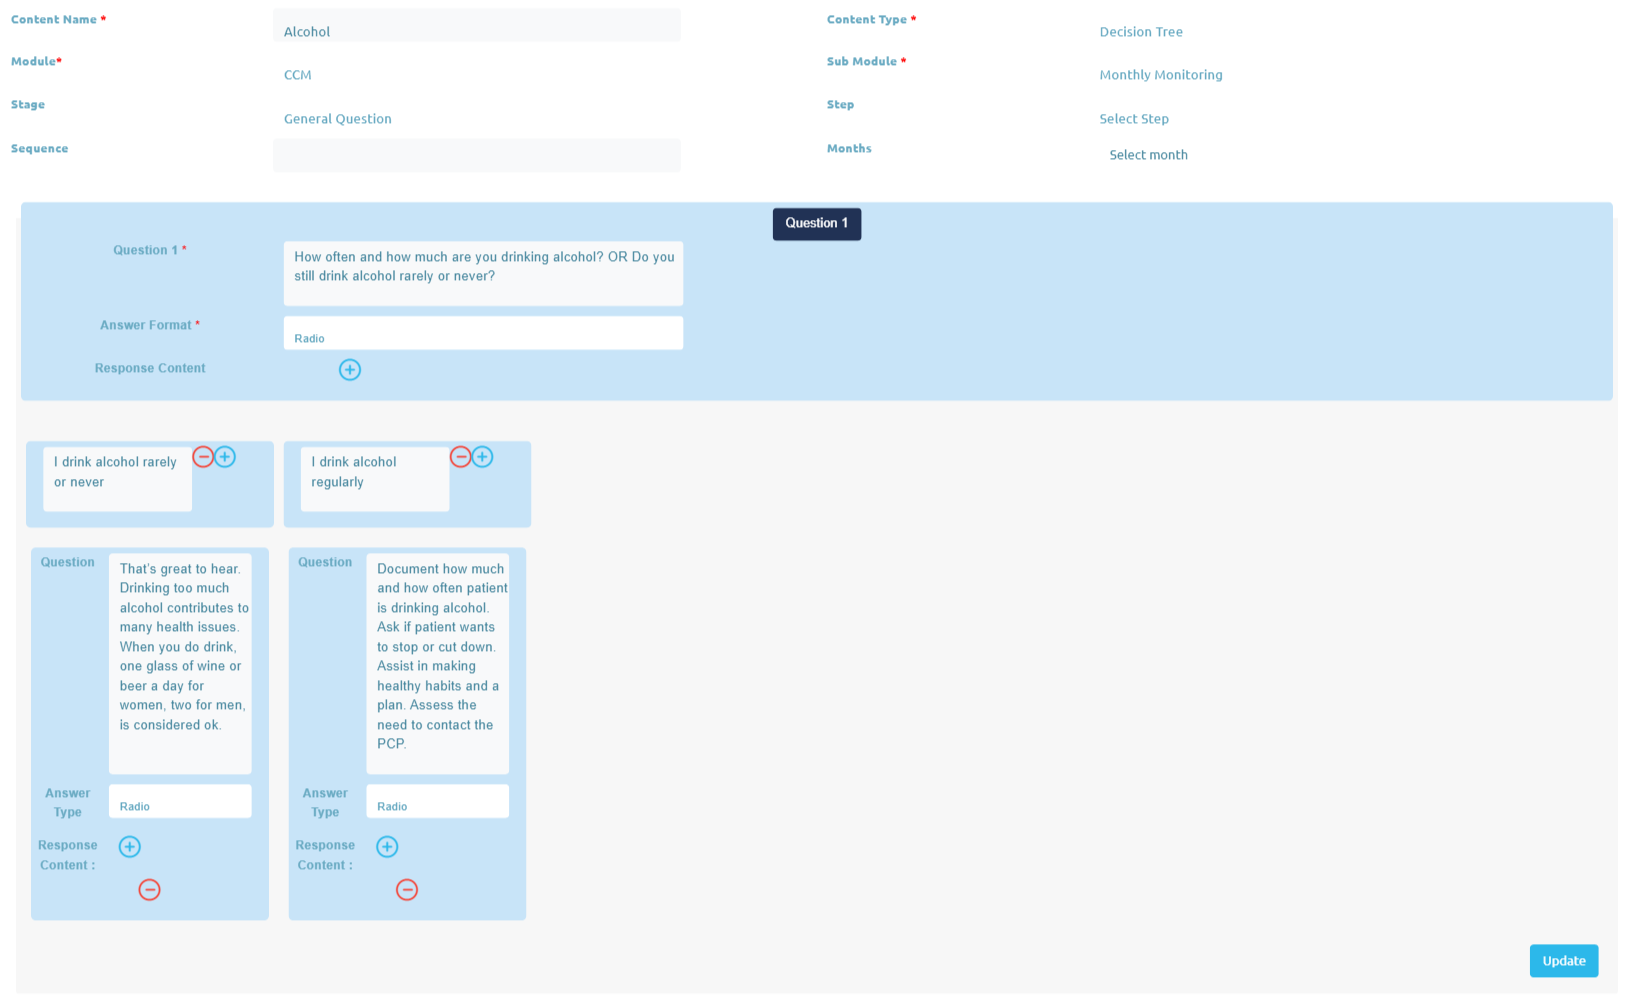 Content Name *
Alcohol
Content Type *
Decision Tree
Module*
CCM
Sub Module *
Monthly Monitoring
Stage
General Question
Step
Select Step
Sequence
Months
Select month
Question 1
Question 1 *
How often and how much are you drinking alcohol? OR Do you
still drink alcohol rarely or never?
Answer Format *
Radio
Response Content
I drink alcohol rarely
or never
I drink alcohol
regularly
Question
That's great to hear.
Drinking too much
alcohol contributes to
many health issues.
When you do drink,
one glass of wine or
beer a day for
women, two for men,
is considered ok.
Answer
Type
Radio
Response
Content :
Question
Document how much
and how often patient
is drinking alcohol.
Ask if patient wants
to stop or cut down.
Assist in making
healthy habits and a
plan. Assess the
need to contact the
PCP.
Answer
Type
Radio
Response
Content :
Update